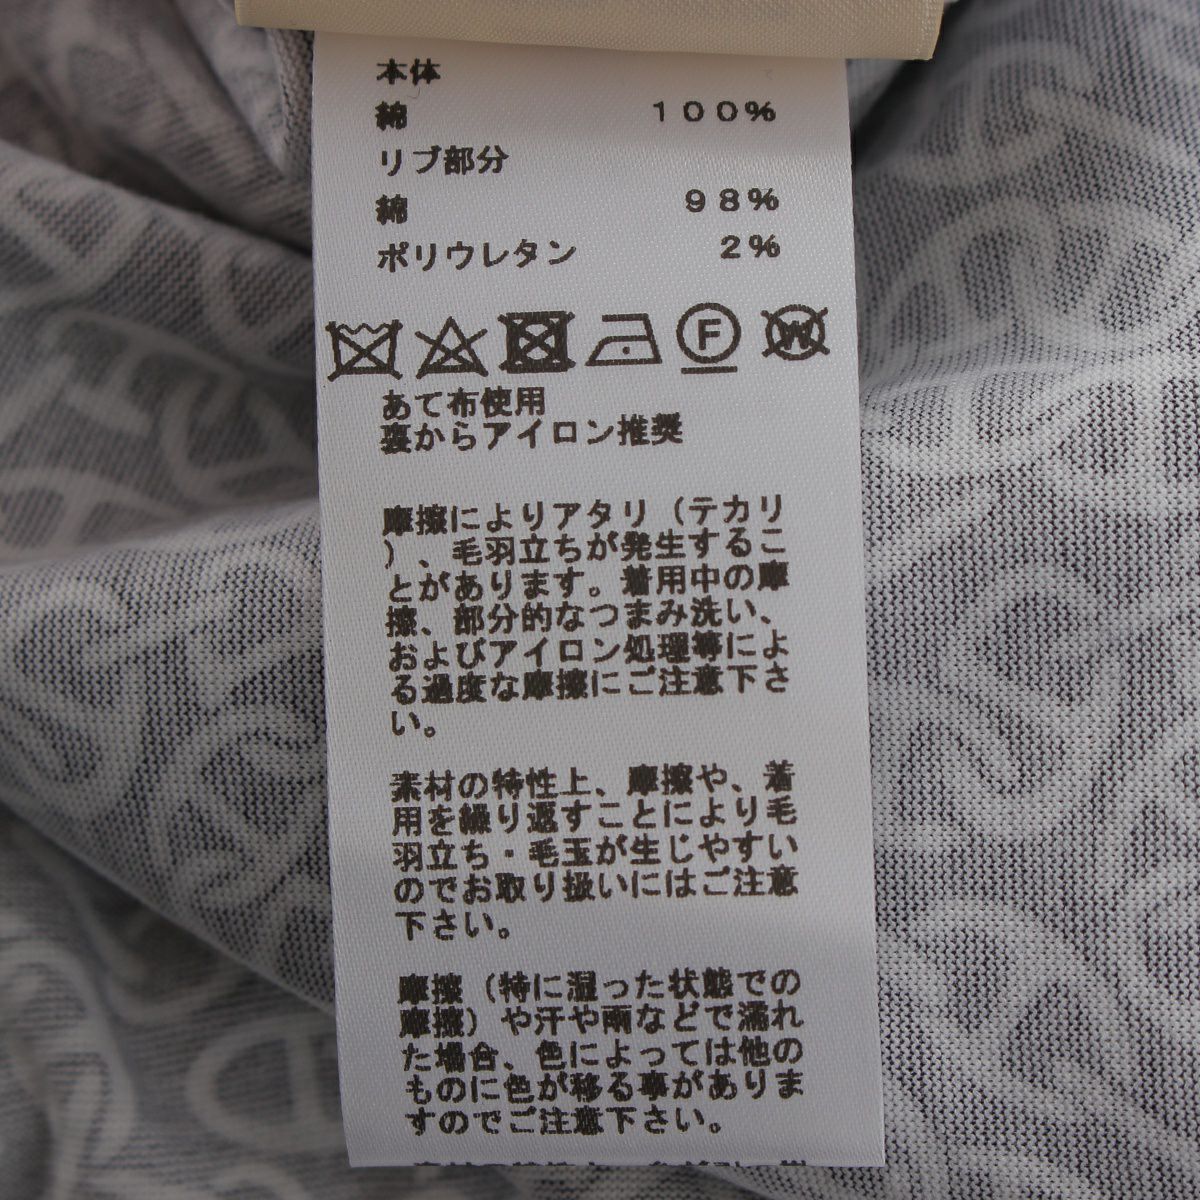 本体
綿 100%
リブ部分
綿 98%
ポリウレタン 2%
F W
あて布使用
裏からアイロン推奨
摩擦によりアタリ（テカリ
）、毛羽立ちが発生するこ
とがあります。着用中の摩
擦、部分的なつまみ洗い、
およびアイロン処理等によ
る過度な摩擦にご注意下さ
い。
素材の特性上、摩擦や、着
用を繰り返すことにより毛
羽立ち・毛玉が生じやすい
のでお取り扱いにはご注意
下さい。
摩擦（特に湿った状態での
摩擦）や汗や雨などで濡れ
た場合、色によっては他の
ものに色が移る事がありま
すのでご注意下さい。